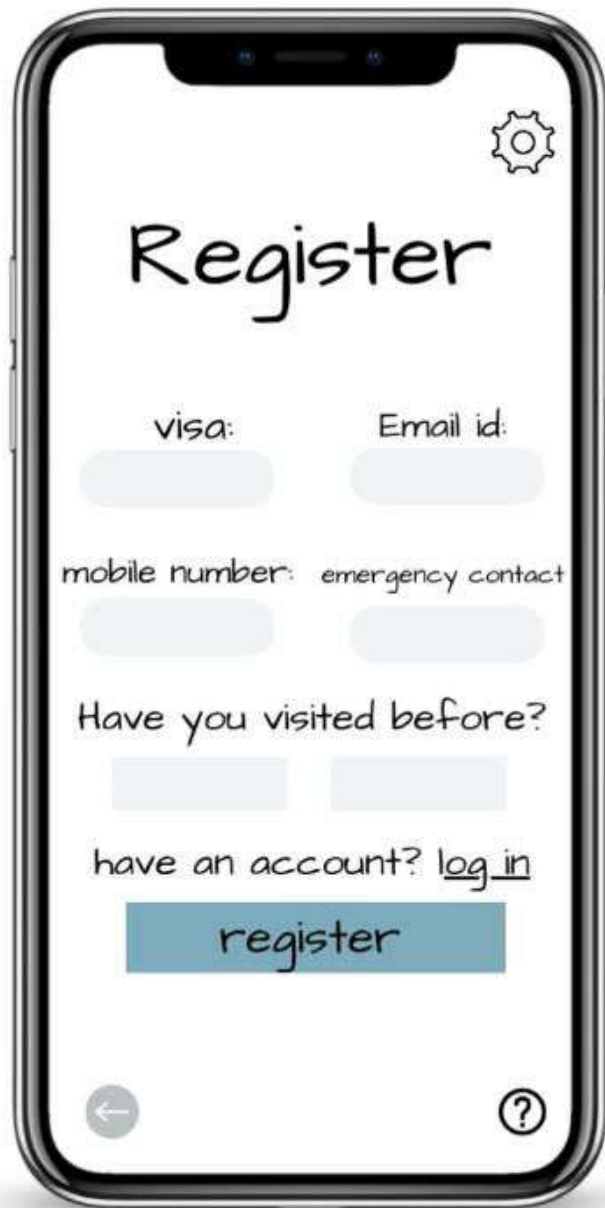 Register
visa:
Email id:
mobile number:
emergency contact
Have you visited before?
have an account? log in
register
?